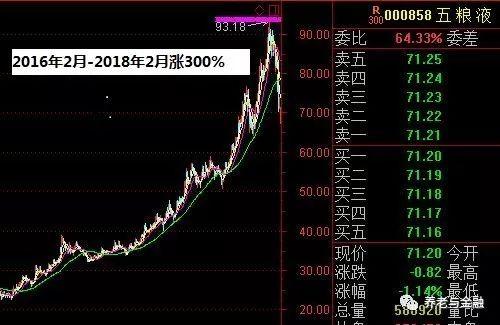 93.18
2016年2月-2018年2月涨300%
90.00
80.00
70.00
60.00
50.00
40.00
30.00
20.00
R
300 000858 五粮液
委比 64.33% 委差
卖五 71.25
卖四 71.24
卖三 71.23
卖二 71.22
卖一 71.21
买一 71.20
买二 71.19
买三 71.18
买四 71.17
买五 71.16
现价 71.20 今开
涨跌 -0.82 最高
涨幅 -1.14% 最低
总量 586920 量比
养老与金融